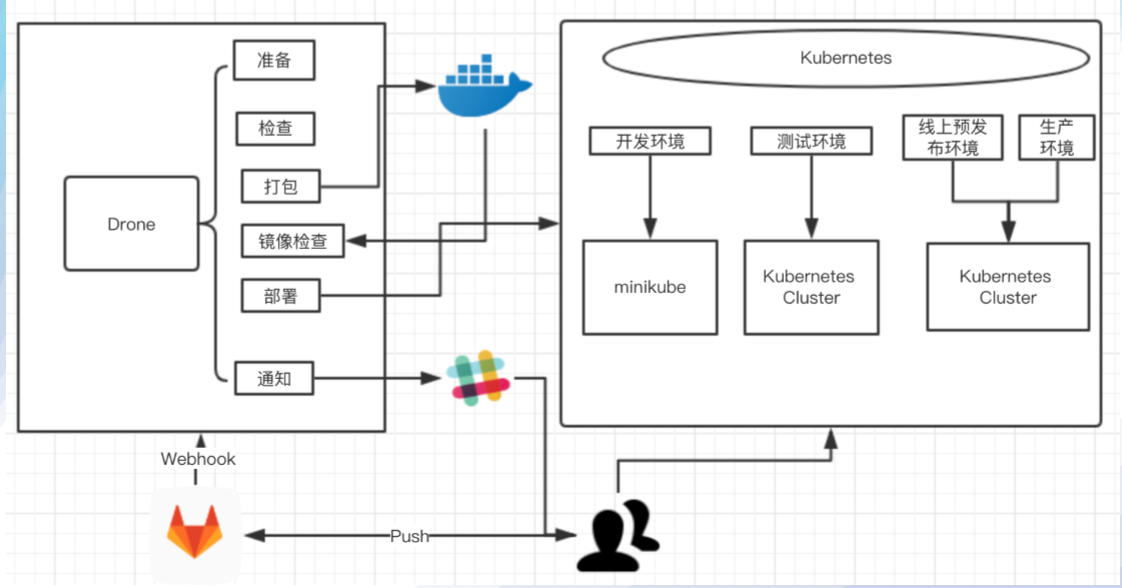 准备
检查
打包
镜像检查
部署
通知
Drone
Webhook
Push
Kubernetes
开发环境
测试环境
线上预发
布环境
生产
环境
minikube
Kubernetes
Cluster
Kubernetes
Cluster